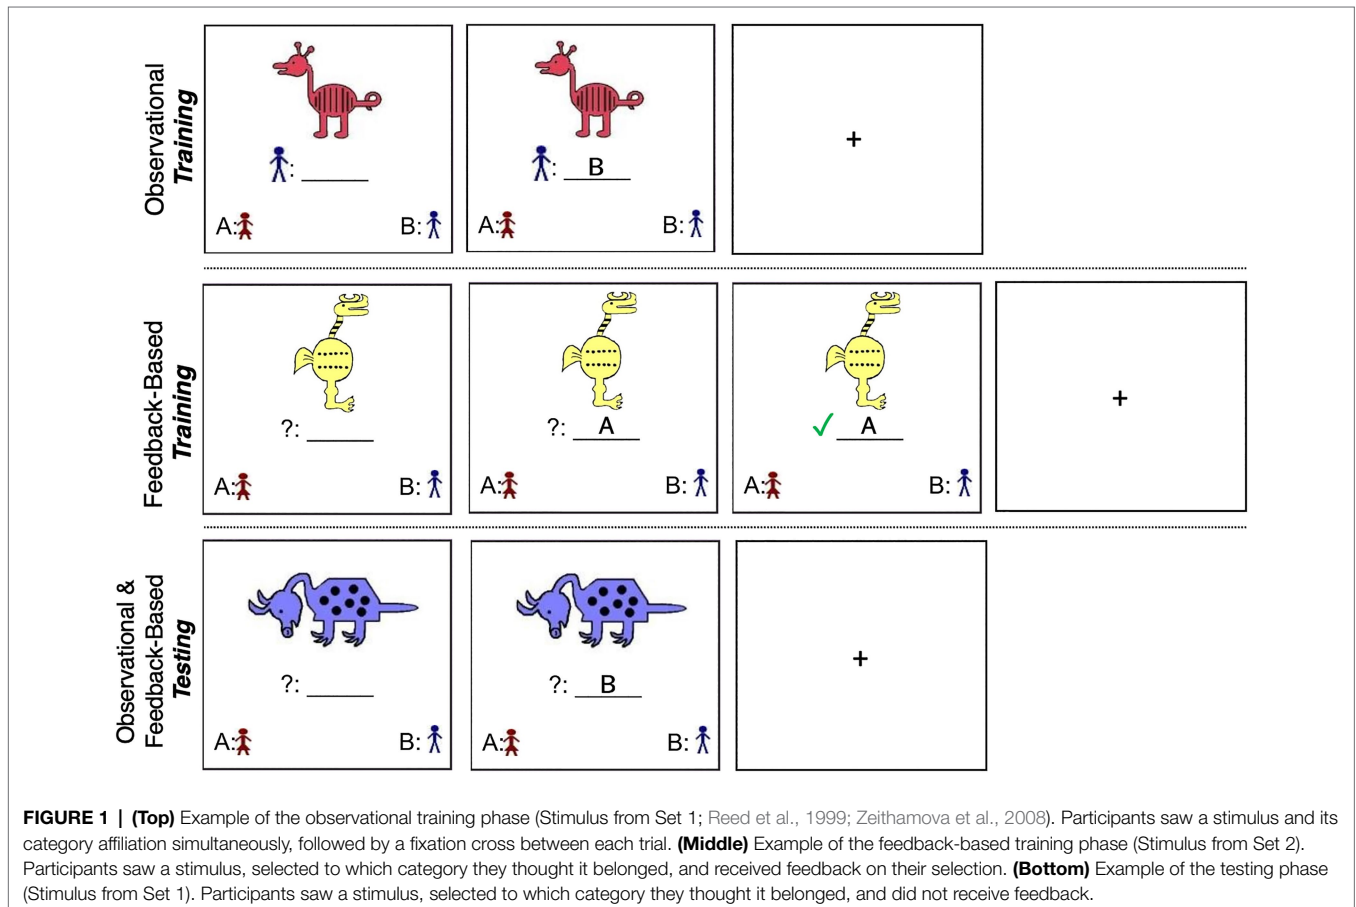 Observational
Training
: ______
A:
B:
: B
A:
B:
+
Feedback-Based
Training
?: ______
A:
B:
?: A
A:
B:
✓ A
A:
B:
+
Observational &
Feedback-Based
Testing
?: ______
A:
B:
?: B
A:
B:
+
FIGURE 1 | (Top) Example of the observational training phase (Stimulus from Set 1; Reed et al., 1999; Zeithamova et al., 2008). Participants saw a stimulus and its
category affiliation simultaneously, followed by a fixation cross between each trial. (Middle) Example of the feedback-based training phase (Stimulus from Set 2).
Participants saw a stimulus, selected to which category they thought it belonged, and received feedback on their selection. (Bottom) Example of the testing phase
(Stimulus from Set 1). Participants saw a stimulus, selected to which category they thought it belonged, and did not receive feedback.